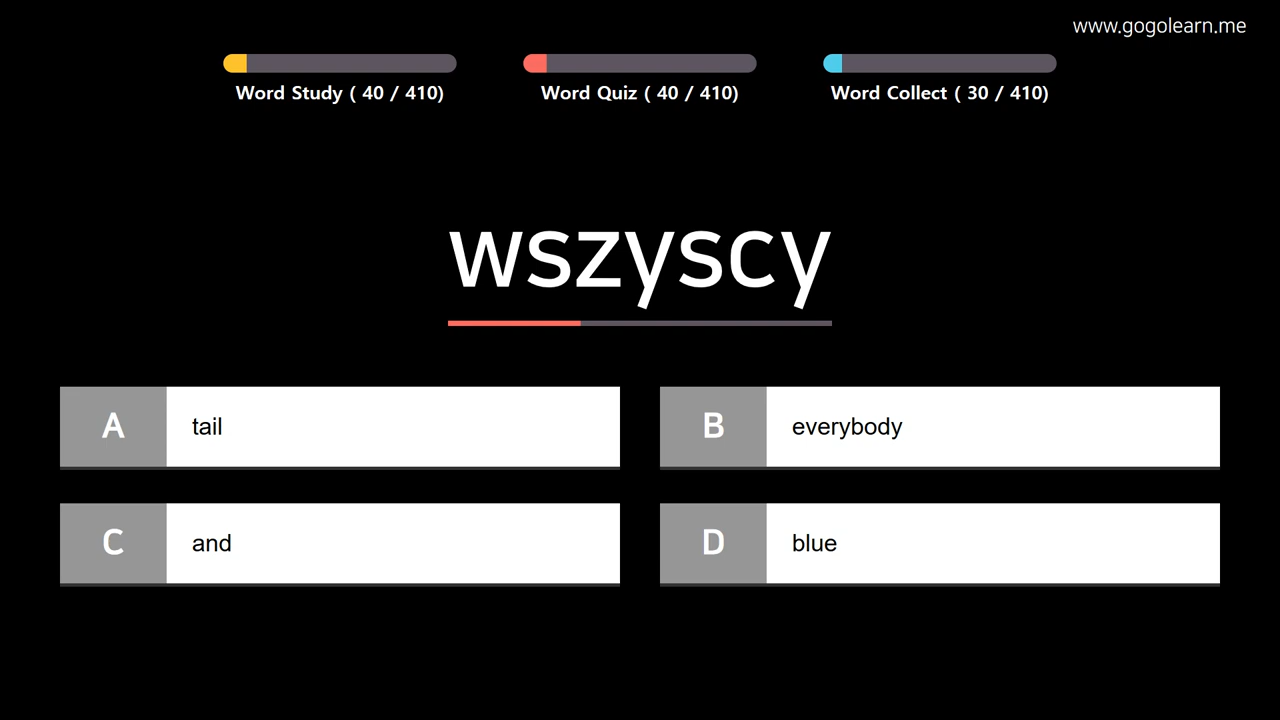 www.gogolearn.me
Word Study ( 40 / 410)
Word Quiz ( 40 / 410)
Word Collect ( 30 / 410)
wszyscy
A tail
B everybody
C and
D blue